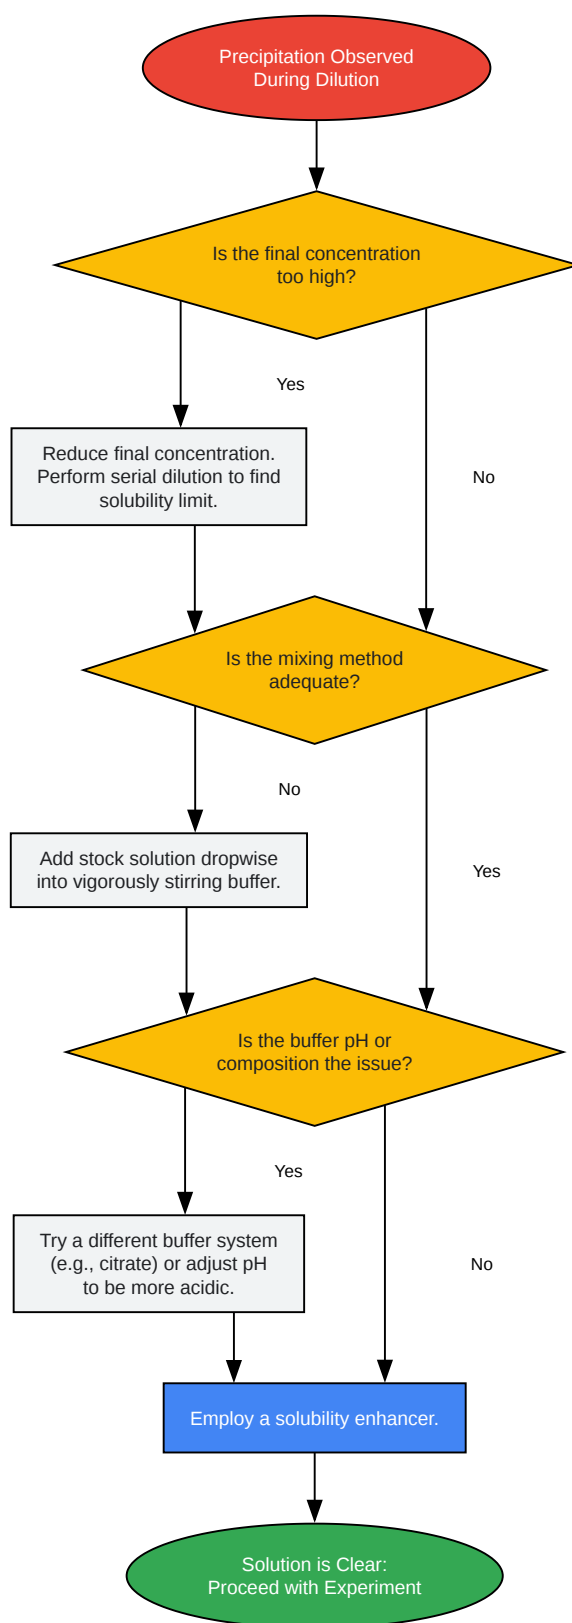 Precipitation Observed
During Dilution
Is the final concentration
too high?
Yes
Reduce final concentration.
Perform serial dilution to find
solubility limit.
No
Is the mixing method
adequate?
No
Add stock solution dropwise
into vigorously stirring buffer.
Yes
Is the buffer pH or
composition the issue?
Yes
Try a different buffer system
(e.g., citrate) or adjust pH
to be more acidic.
No
Employ a solubility enhancer.
Solution is Clear:
Proceed with Experiment